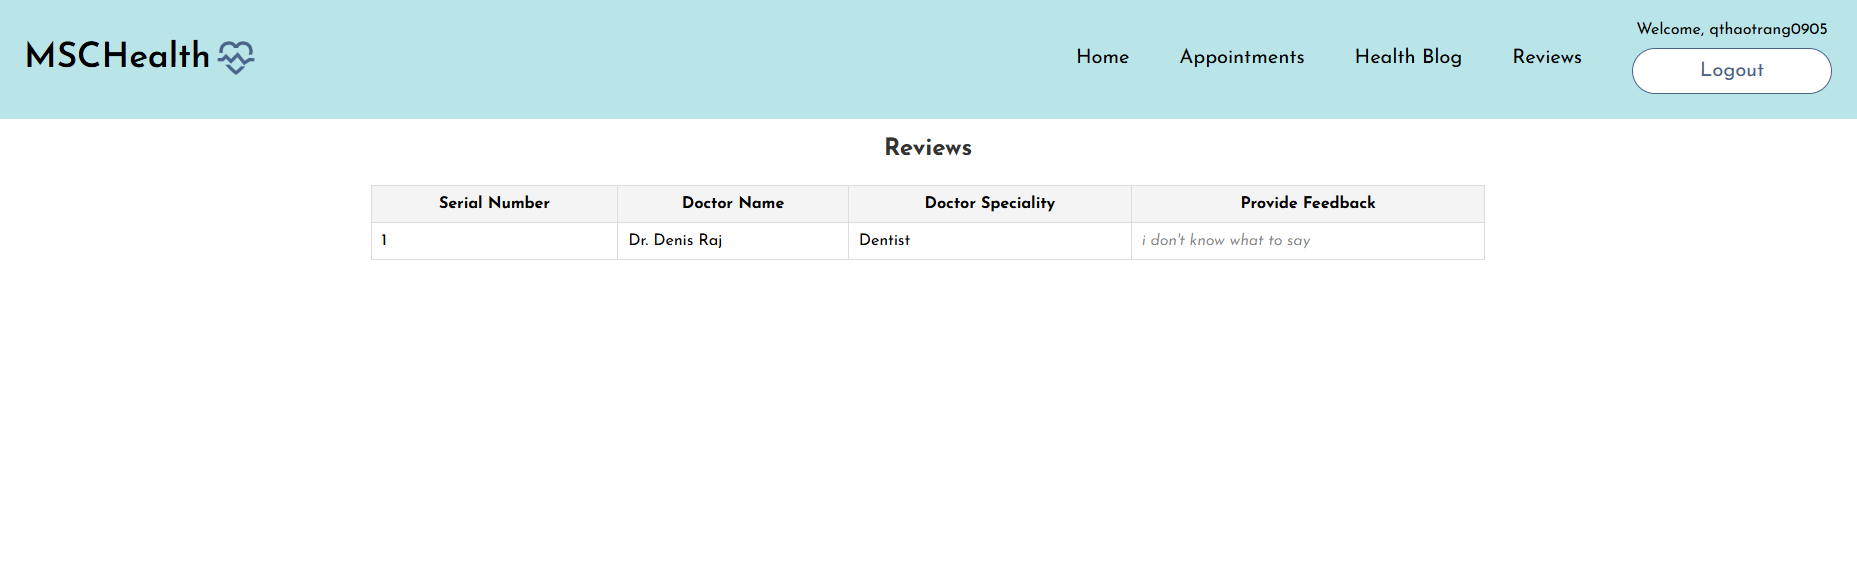 MSCHealth
Home Appointments Health Blog Reviews
Welcome, qthaotrang0905
Logout
Reviews
Serial Number Doctor Name Doctor Speciality Provide Feedback
1 Dr. Denis Raj Dentist i don't know what to say